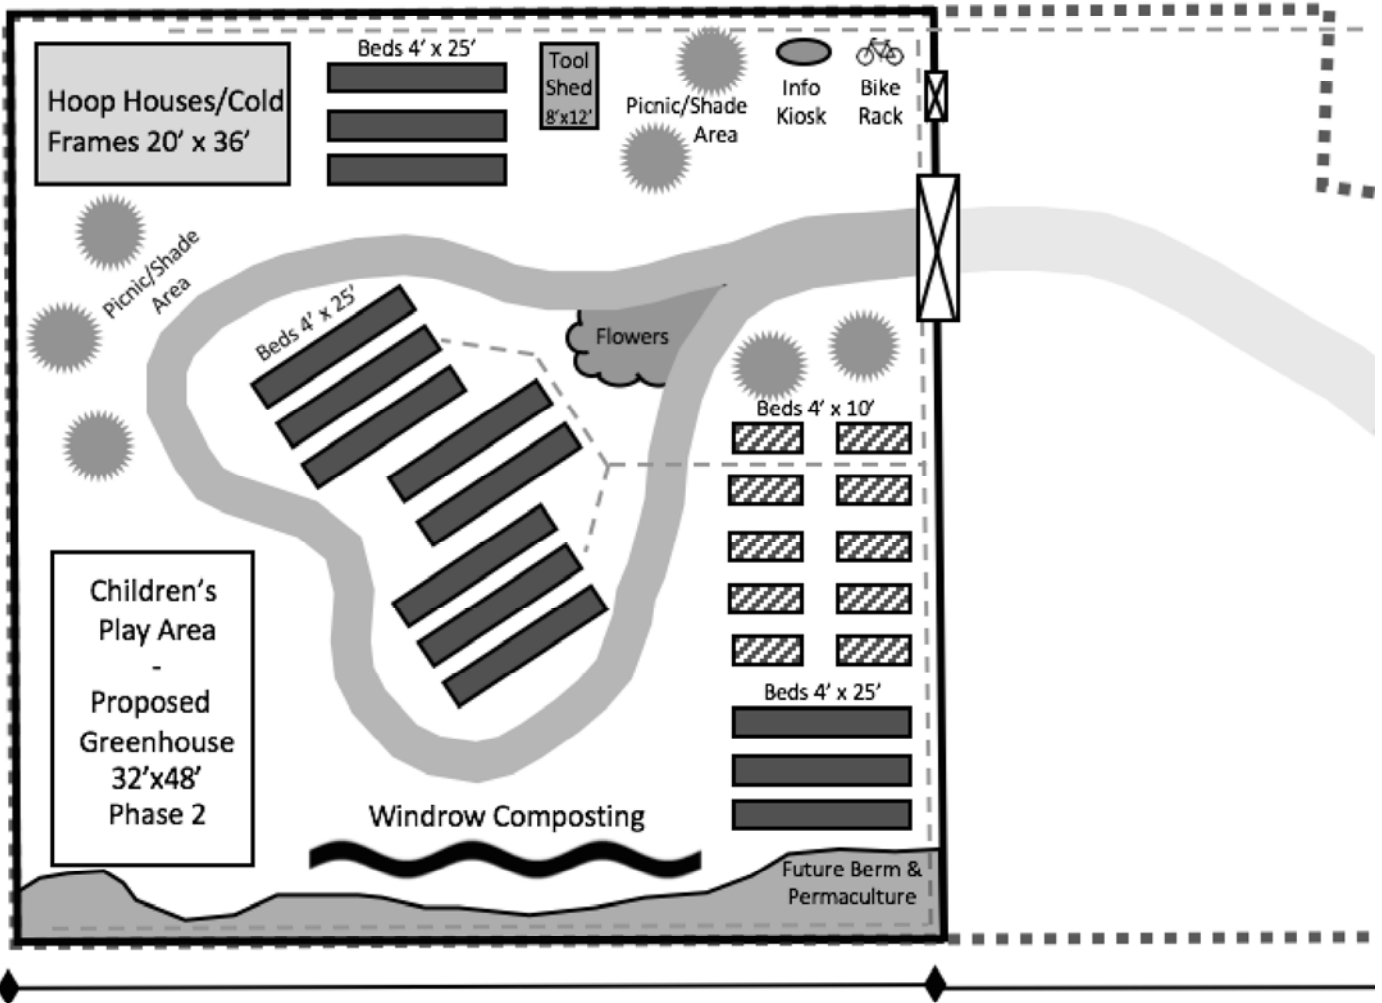 Hoop Houses/Cold
Frames 20’ x 36’
Beds 4’ x 25’
Tool
Shed
8’x12’
Picnic/Shade
Area
Info
Kiosk
Bike
Rack
Picnic/Shade
Area
Beds 4’ x 25’
Flowers
Beds 4’ x 10’
Children’s
Play Area
-
Proposed
Greenhouse
32’x48’
Phase 2
Beds 4’ x 25’
Windrow Composting
Future Berm &
Permaculture